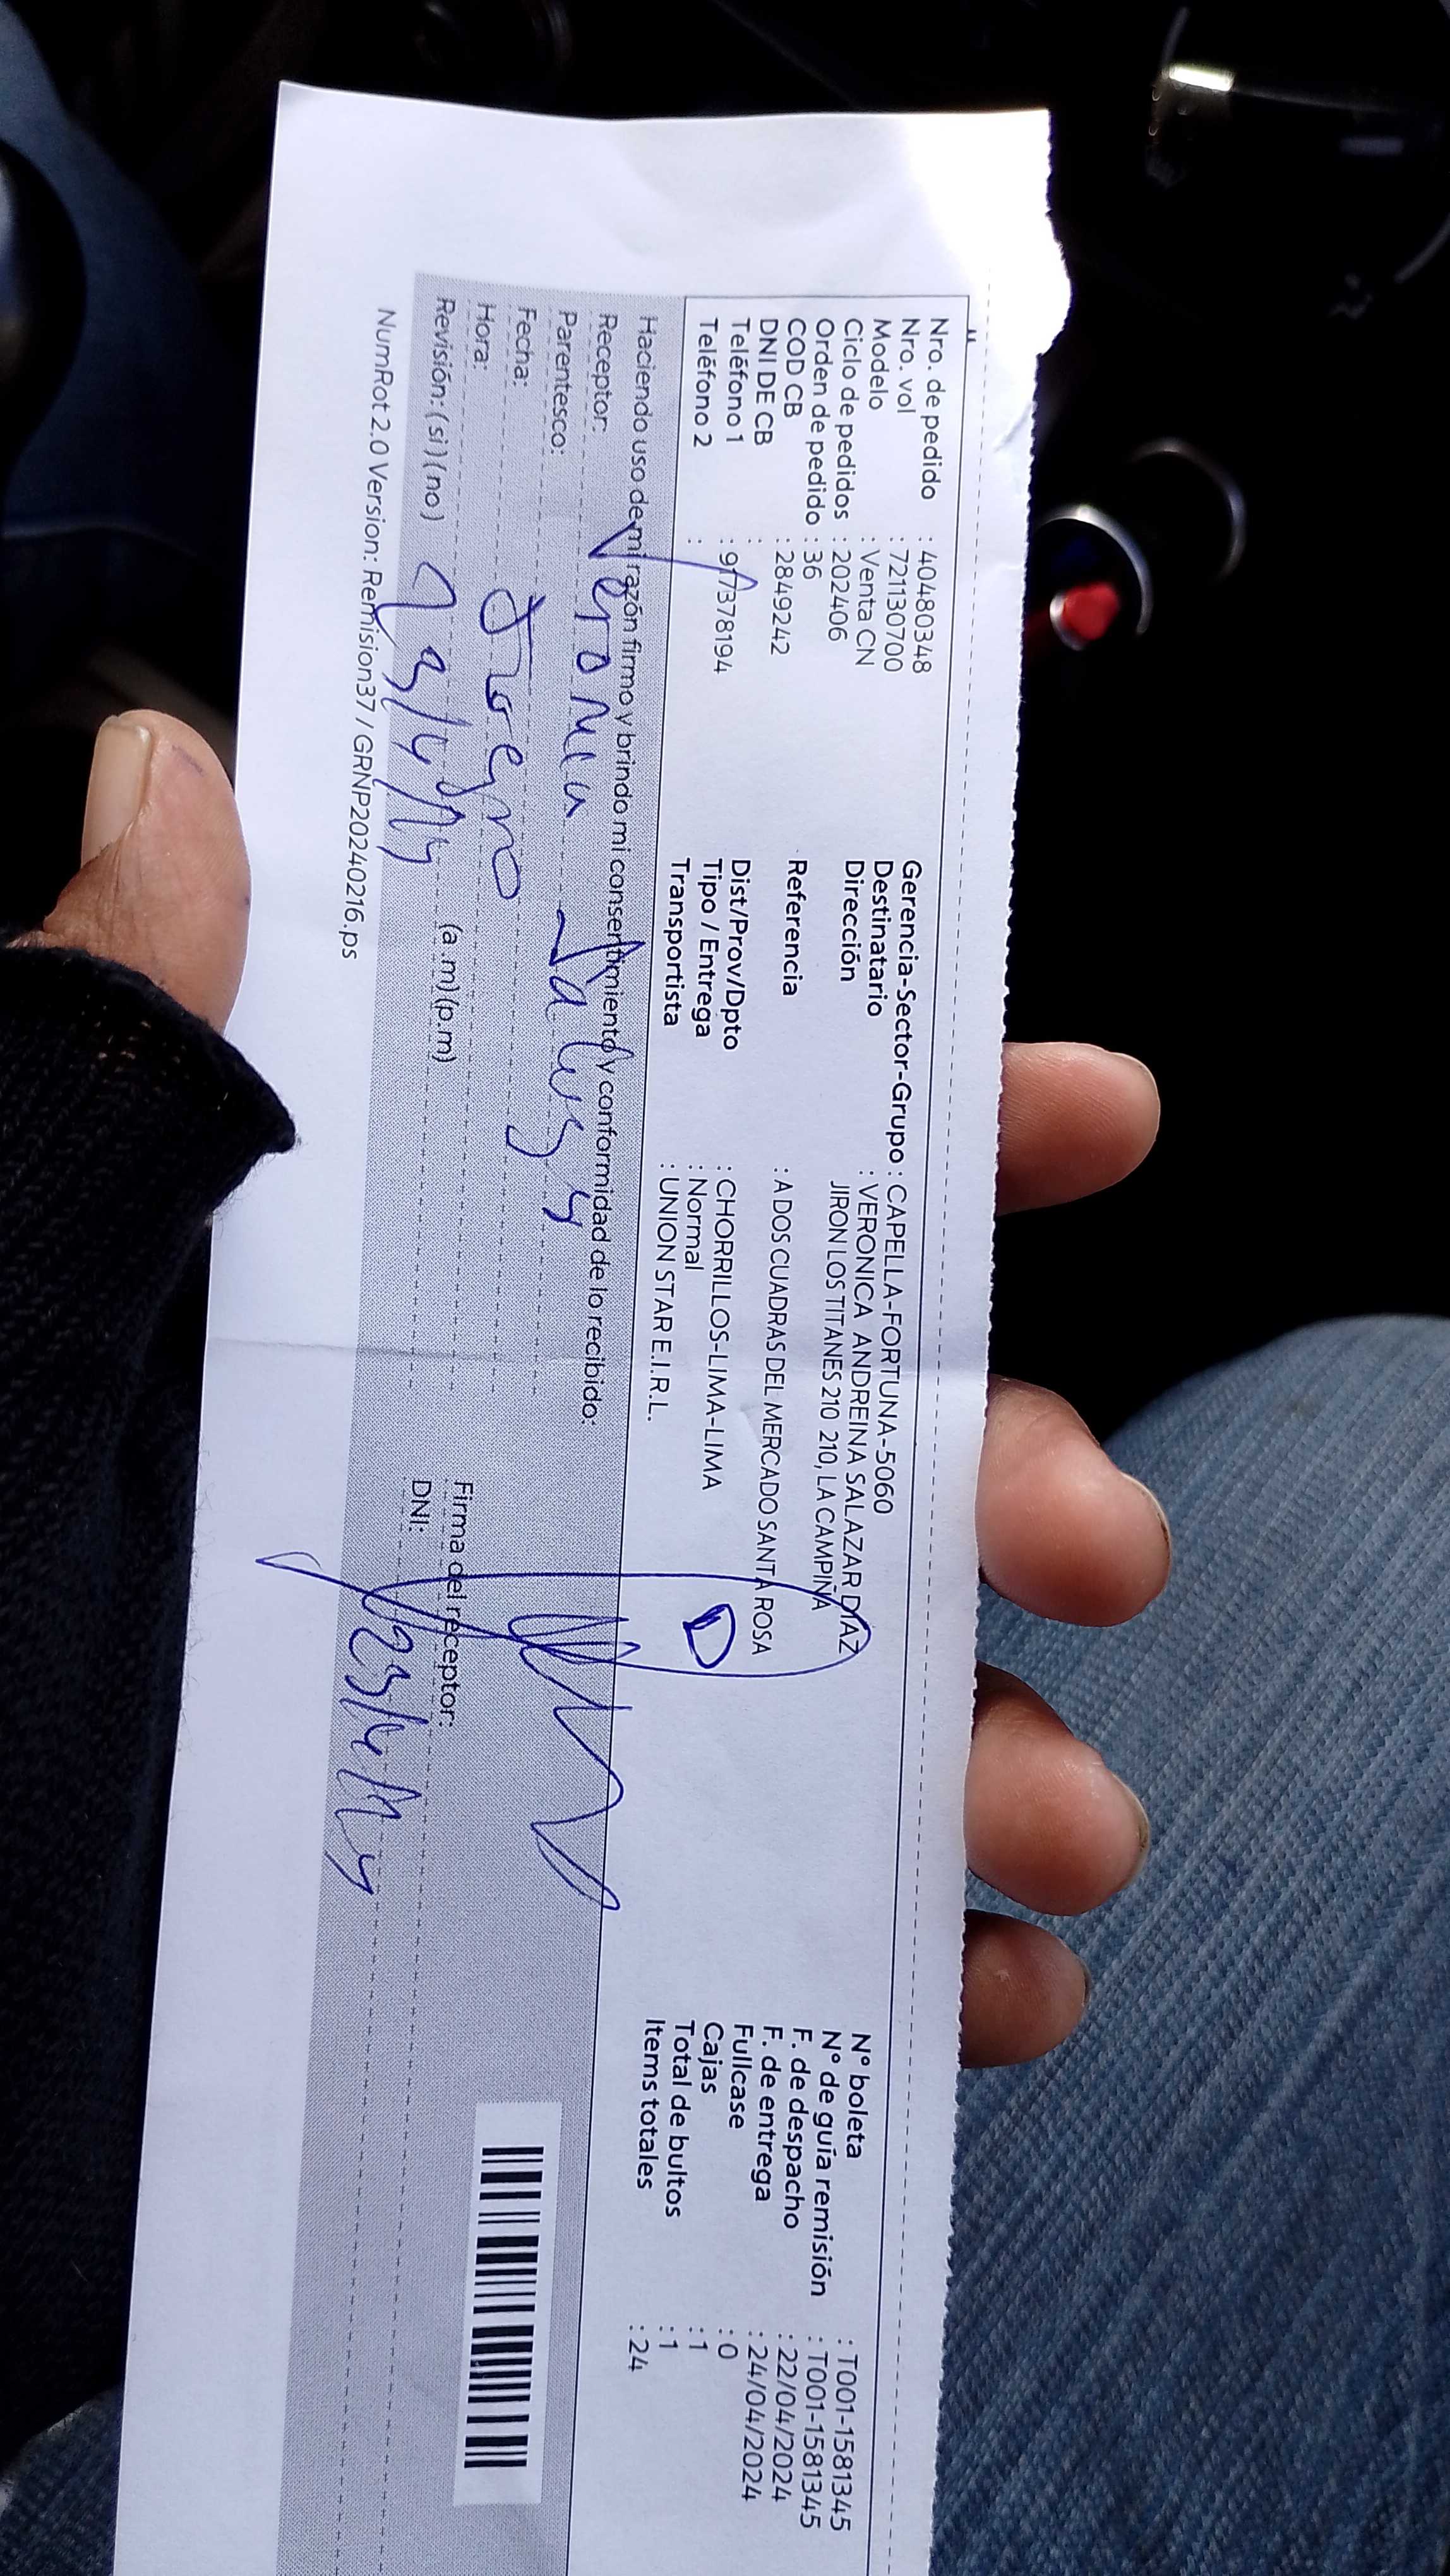 Nro. de pedido : 40480348
Nro. vol : 721130700
Modelo : Venta CN
Ciclo de pedidos : 202406
Orden de pedido : 36
COD CB : 2849242
DNI DE CB :
Teléfono 1 : 917378194
Teléfono 2 :
Gerencia-Sector-Grupo : CAPELLA-FORTUNA-5060
Destinatario : VERONICA ANDREINA SALAZAR DIAZ
Dirección JIRON LOS TITANES 210 210, LA CAMPIÑA
Referencia : A DOS CUADRAS DEL MERCADO SANTA ROSA
Dist/Prov/Dpto : CHORRILLOS-LIMA-LIMA
Tipo / Entrega : Normal
Transportista : UNION STAR E.I.R.L.
D
N° boleta : T001-1581345
N° de guía remisión : T001-1581345
F. de despacho : 22/04/2024
F. de entrega : 24/04/2024
Fullcase : 0
Cajas : 1
Total de bultos : 1
Items totales : 24
Haciendo uso de mi razón firmo y brindo mi consentimiento y conformidad de lo recibido:
Receptor:
Parentesco:
Fecha:
Hora: (a.m)(p.m)
Revisión: (si)(no)
Firma del receptor:
DNI:
NumRot 2.0 Version: Remision37 / GRNP20240216.ps